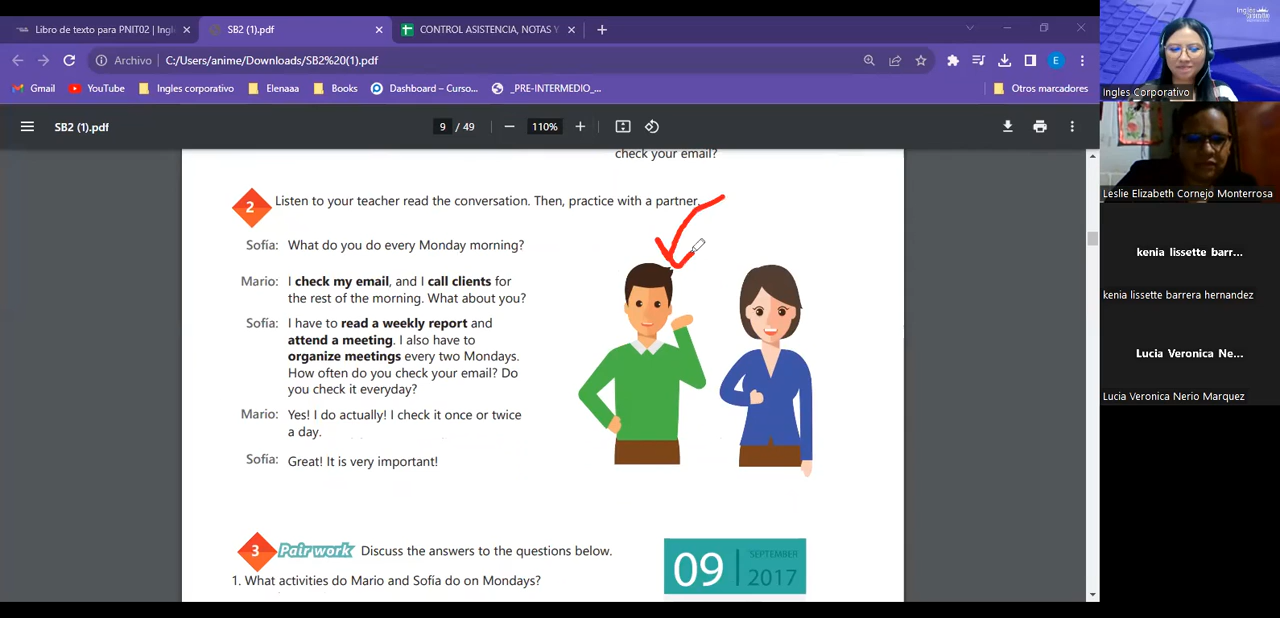 Libro de texto para PNIT02 | Ingl
SB2 (1).pdf
CONTROL ASISTENCIA, NOTAS Y
Archivo
C:/Users/anime/Downloads/SB2%20(1).pdf
E
Gmail
YouTube
Ingles corporativo
Elenaaa
Books
Dashboard – Curso...
_PRE-INTERMEDIO_...
Otros marcadores
SB2 (1).pdf
9 / 49
110%
check your email?
2 Listen to your teacher read the conversation. Then, practice with a partner.
Sofía: What do you do every Monday morning?
Mario: I check my email, and I call clients for
the rest of the morning. What about you?
Sofía: I have to read a weekly report and
attend a meeting. I also have to
organize meetings every two Mondays.
How often do you check your email? Do
you check it everyday?
Mario: Yes! I do actually! I check it once or twice
a day.
Sofía: Great! It is very important!
3 Pair work Discuss the answers to the questions below.
1. What activities do Mario and Sofía do on Mondays?
09 SEPTEMBER
2017
Ingles
Ingles Corporativo
Leslie Elizabeth Cornejo Monterrosa
kenia lissette barr...
kenia lissette barrera hernandez
Lucia Veronica Ne...
Lucia Veronica Nerio Marquez